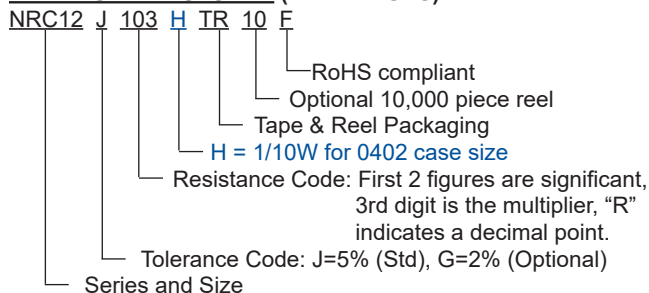 NRC12 J 103 H TR 10 F
RoHS compliant
Optional 10,000 piece reel
Tape & Reel Packaging
H = 1/10W for 0402 case size
Resistance Code: First 2 figures are significant,
3rd digit is the multiplier, “R”
indicates a decimal point.
Tolerance Code: J=5% (Std), G=2% (Optional)
Series and Size